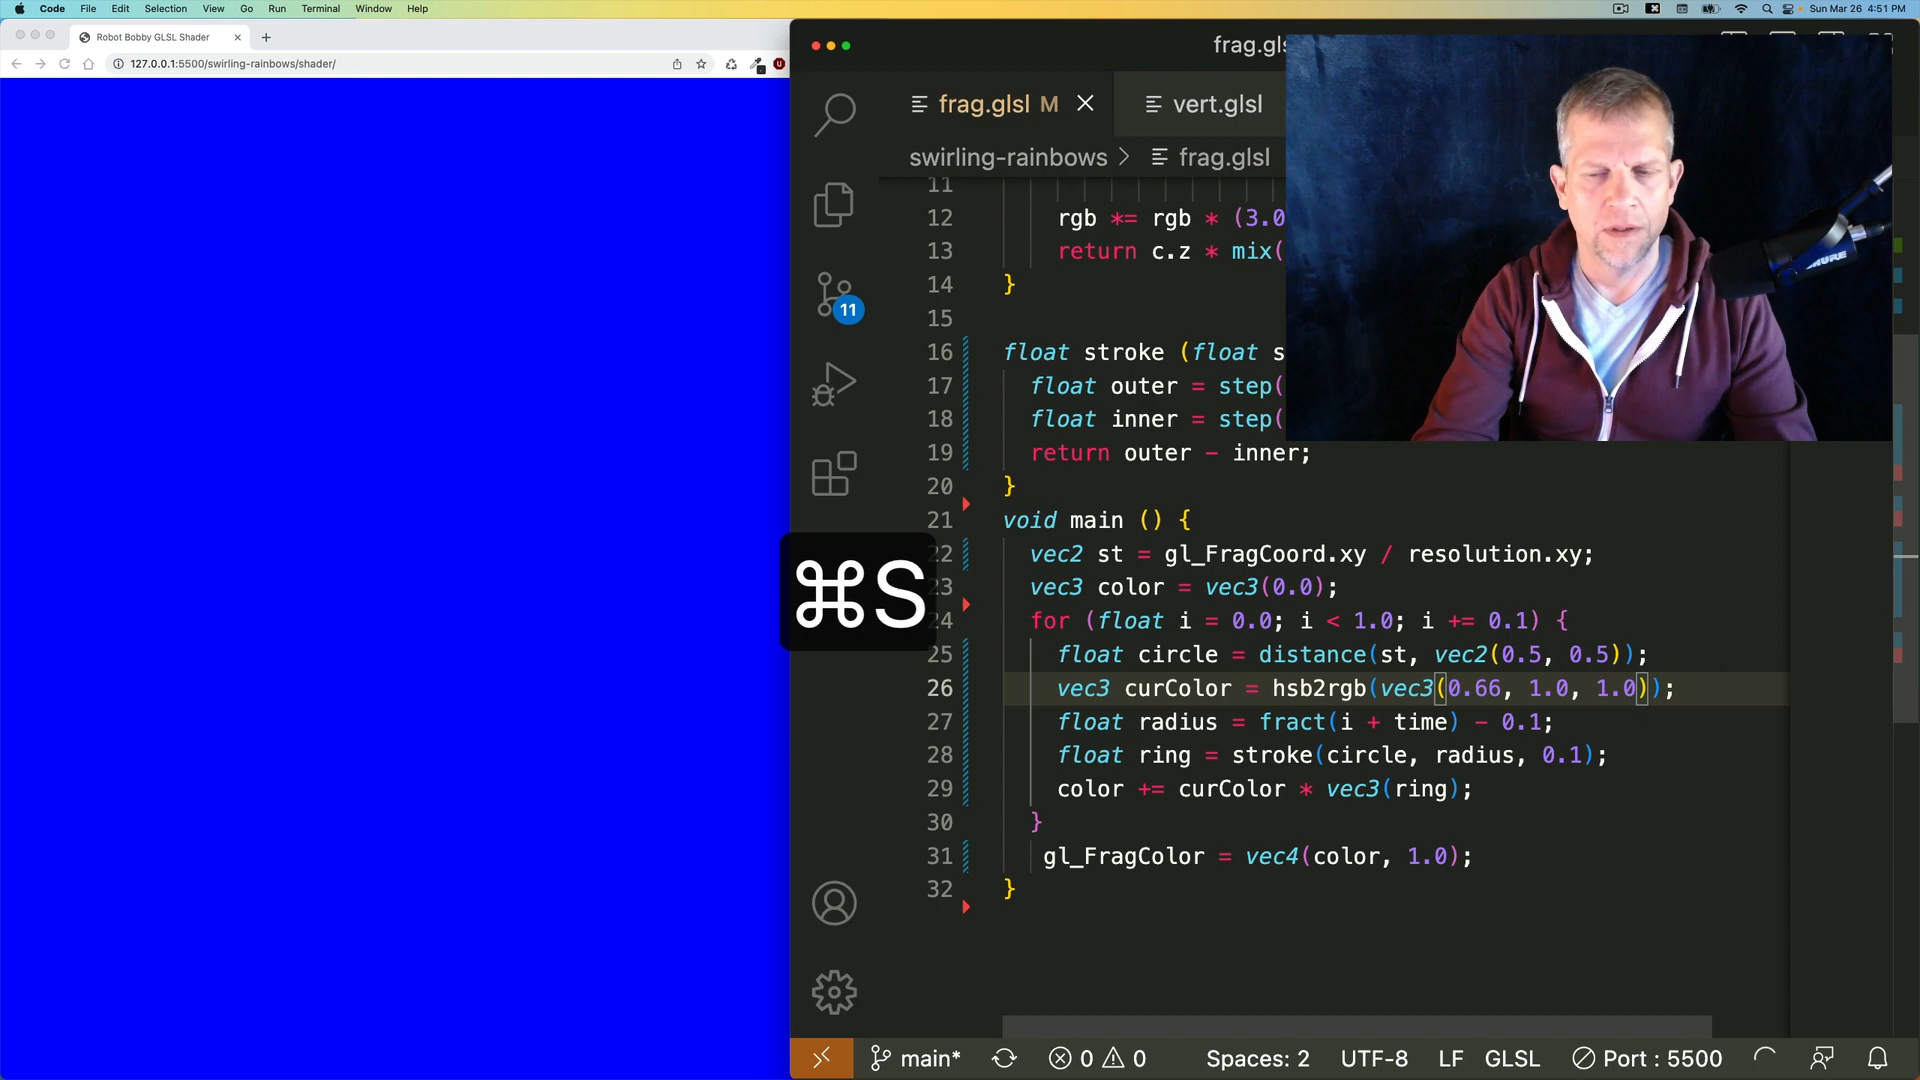 Code File Edit Selection View Go Run Terminal Window Help
Sun Mar 26 4:51 PM
Robot Bobby GLSL Shader
127.0.0.1:5500/swirling-rainbows/shader/
frag.gls
frag.glsl M
vert.glsl
swirling-rainbows > frag.glsl
11
12 rgb *= rgb * (3.0
13 return c.z * mix(
14 }
15
16 float stroke (float s
17 float outer = step(
18 float inner = step(
19 return outer - inner;
20 }
21 void main () {
22 vec2 st = gl_FragCoord.xy / resolution.xy;
23 vec3 color = vec3(0.0);
24 for (float i = 0.0; i < 1.0; i += 0.1) {
25 float circle = distance(st, vec2(0.5, 0.5));
26 vec3 curColor = hsb2rgb(vec3(0.66, 1.0, 1.0));
27 float radius = fract(i + time) - 0.1;
28 float ring = stroke(circle, radius, 0.1);
29 color += curColor * vec3(ring);
30 }
31 gl_FragColor = vec4(color, 1.0);
32 }
11
⌘S
SHURE
main* 0 0 Spaces: 2 UTF-8 LF GLSL Port : 5500